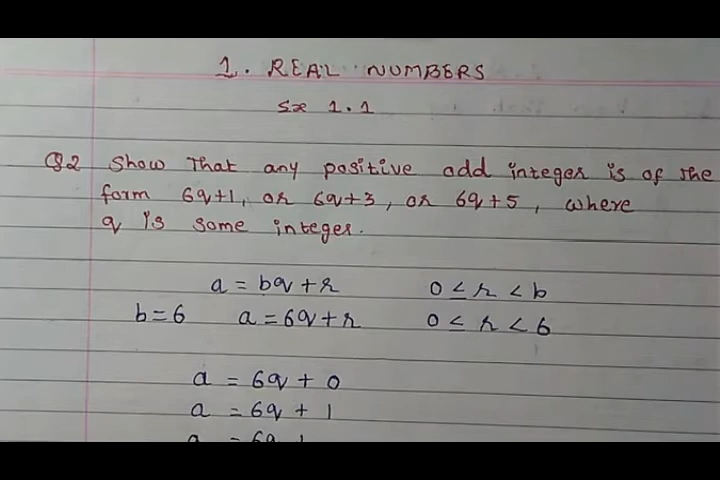 1. REAL NUMBERS
Ex 1.1
Q2 Show That any positive odd integer is of the
form 6q+1, or 6q+3, or 6q+5, where
q is some integer.
a = bq + r 0 ≤ r < b
b = 6 a = 6q + r 0 ≤ r < 6
a = 6q + 0
a = 6q + 1